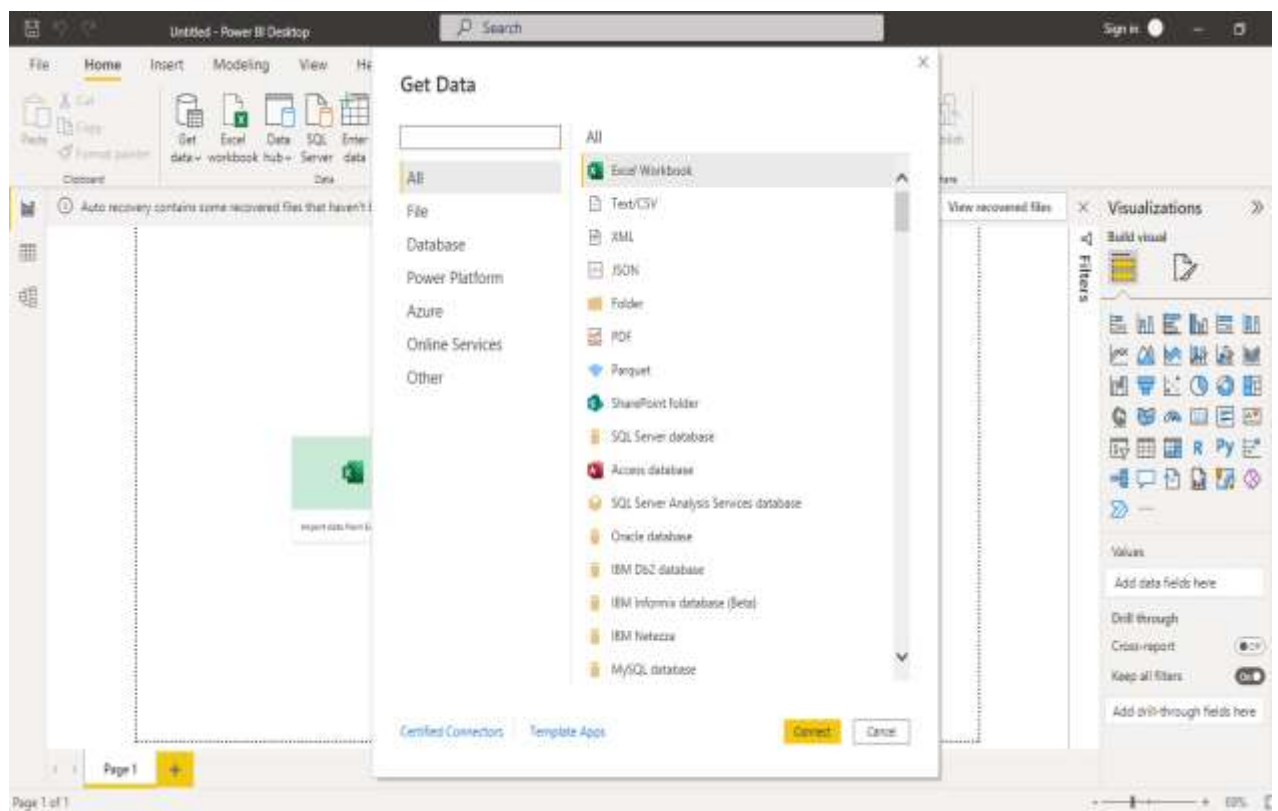 Untitled - Power BI Desktop
Search
Sign in
File Home Insert Modeling View He
Paste
Cut
Copy
Format painter
Clipboard
Get data
Excel workbook
Data hub
SQL Server
Enter data
Data
Auto recovery contains some recovered files that haven't
View recovered files
Import data from E
Get Data
All
File
Database
Power Platform
Azure
Online Services
Other
All
Excel Workbook
Text/CSV
XML
JSON
Folder
PDF
Parquet
SharePoint folder
SQL Server database
Access database
SQL Server Analysis Services database
Oracle database
IBM Db2 database
IBM Informix database (Beta)
IBM Netezza
MySQL database
Certified Connectors
Template Apps
Connect
Cancel
Filters
Visualizations
Build visual
R Py
Values
Add data fields here
Drill through
Cross-report
Keep all filters
On
Add drill-through fields here
Page 1
Page 1 of 1